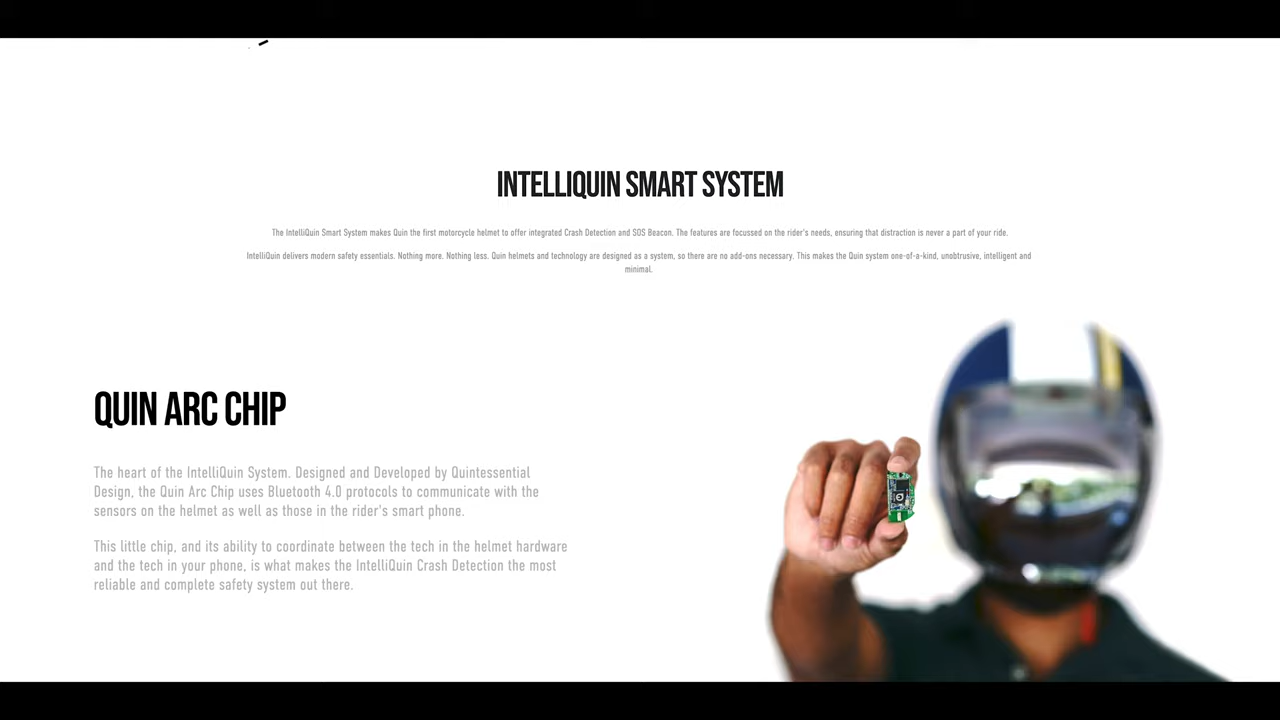 INTELLIQUIN SMART SYSTEM
The IntelliQuin Smart System makes Quin the first motorcycle helmet to offer integrated Crash Detection and SOS Beacon. The features are focussed on the rider's needs, ensuring that distraction is never a part of your ride.
IntelliQuin delivers modern safety essentials. Nothing more. Nothing less. Quin helmets and technology are designed as a system, so there are no add-ons necessary. This makes the Quin system one-of-a-kind, unobtrusive, intelligent and
minimal.
QUIN ARC CHIP
The heart of the IntelliQuin System. Designed and Developed by Quintessential
Design, the Quin Arc Chip uses Bluetooth 4.0 protocols to communicate with the
sensors on the helmet as well as those in the rider's smart phone.
This little chip, and its ability to coordinate between the tech in the helmet hardware
and the tech in your phone, is what makes the IntelliQuin Crash Detection the most
reliable and complete safety system out there.